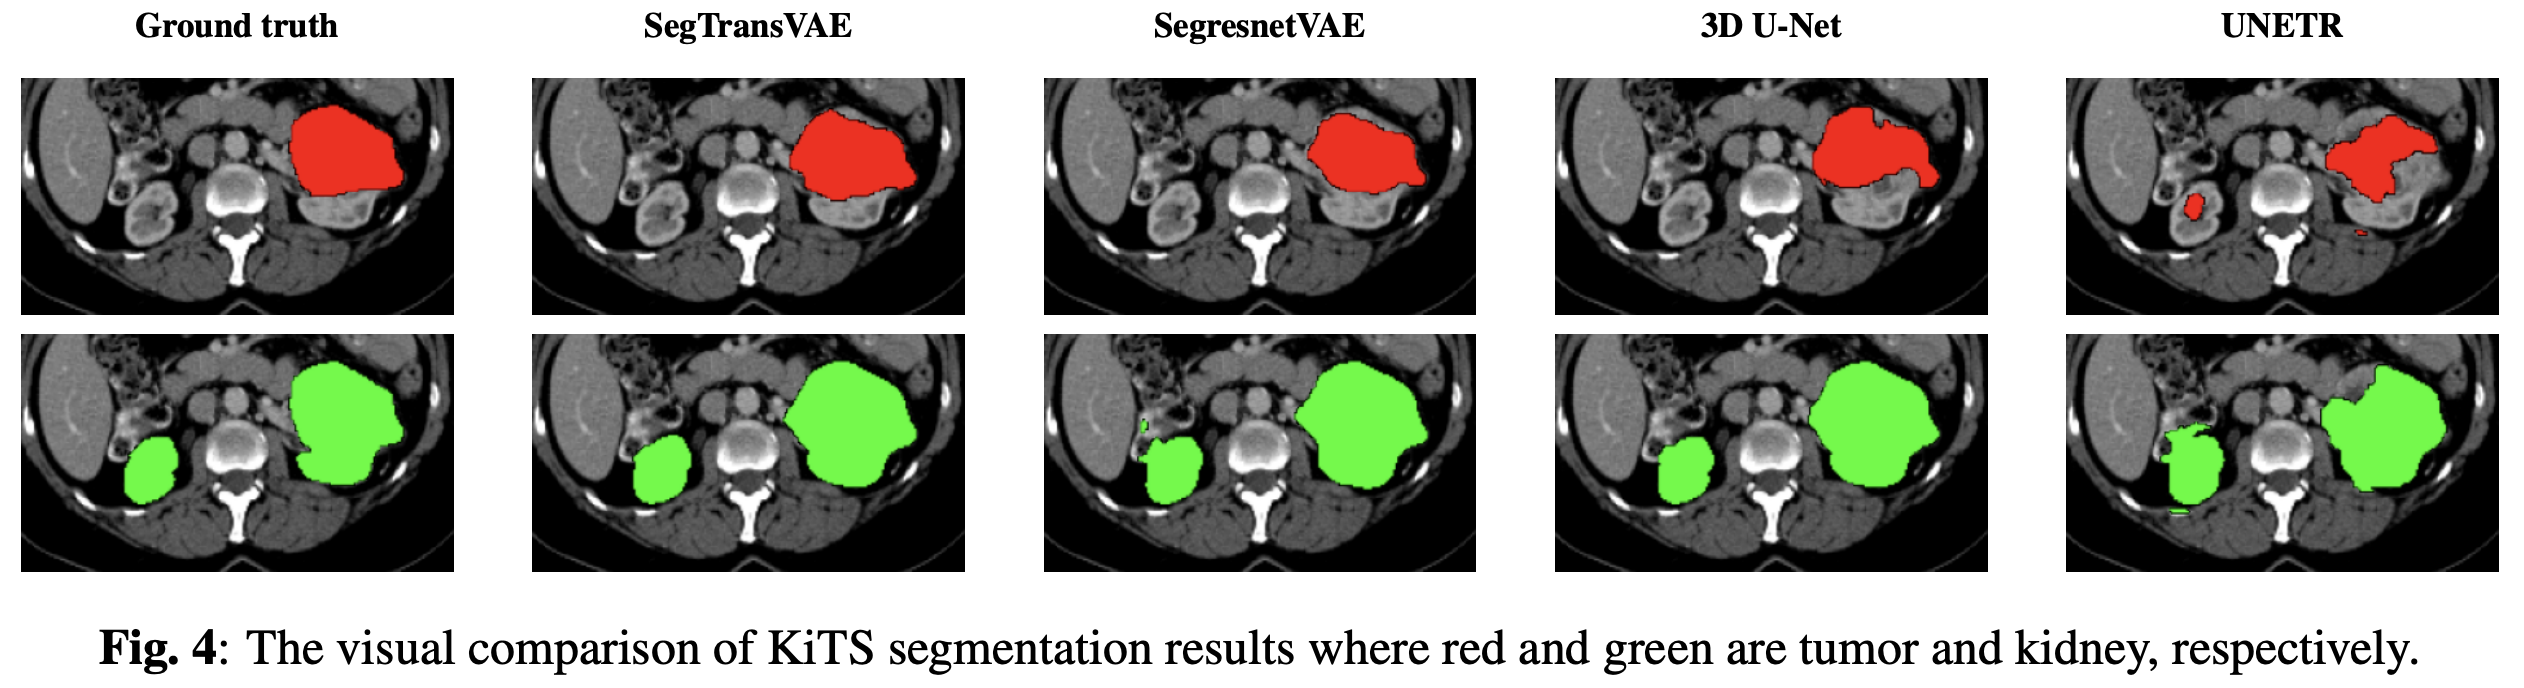 Ground truth SegTransVAE SegresnetVAE 3D U-Net UNETR
Fig. 4: The visual comparison of KiTS segmentation results where red and green are tumor and kidney, respectively.